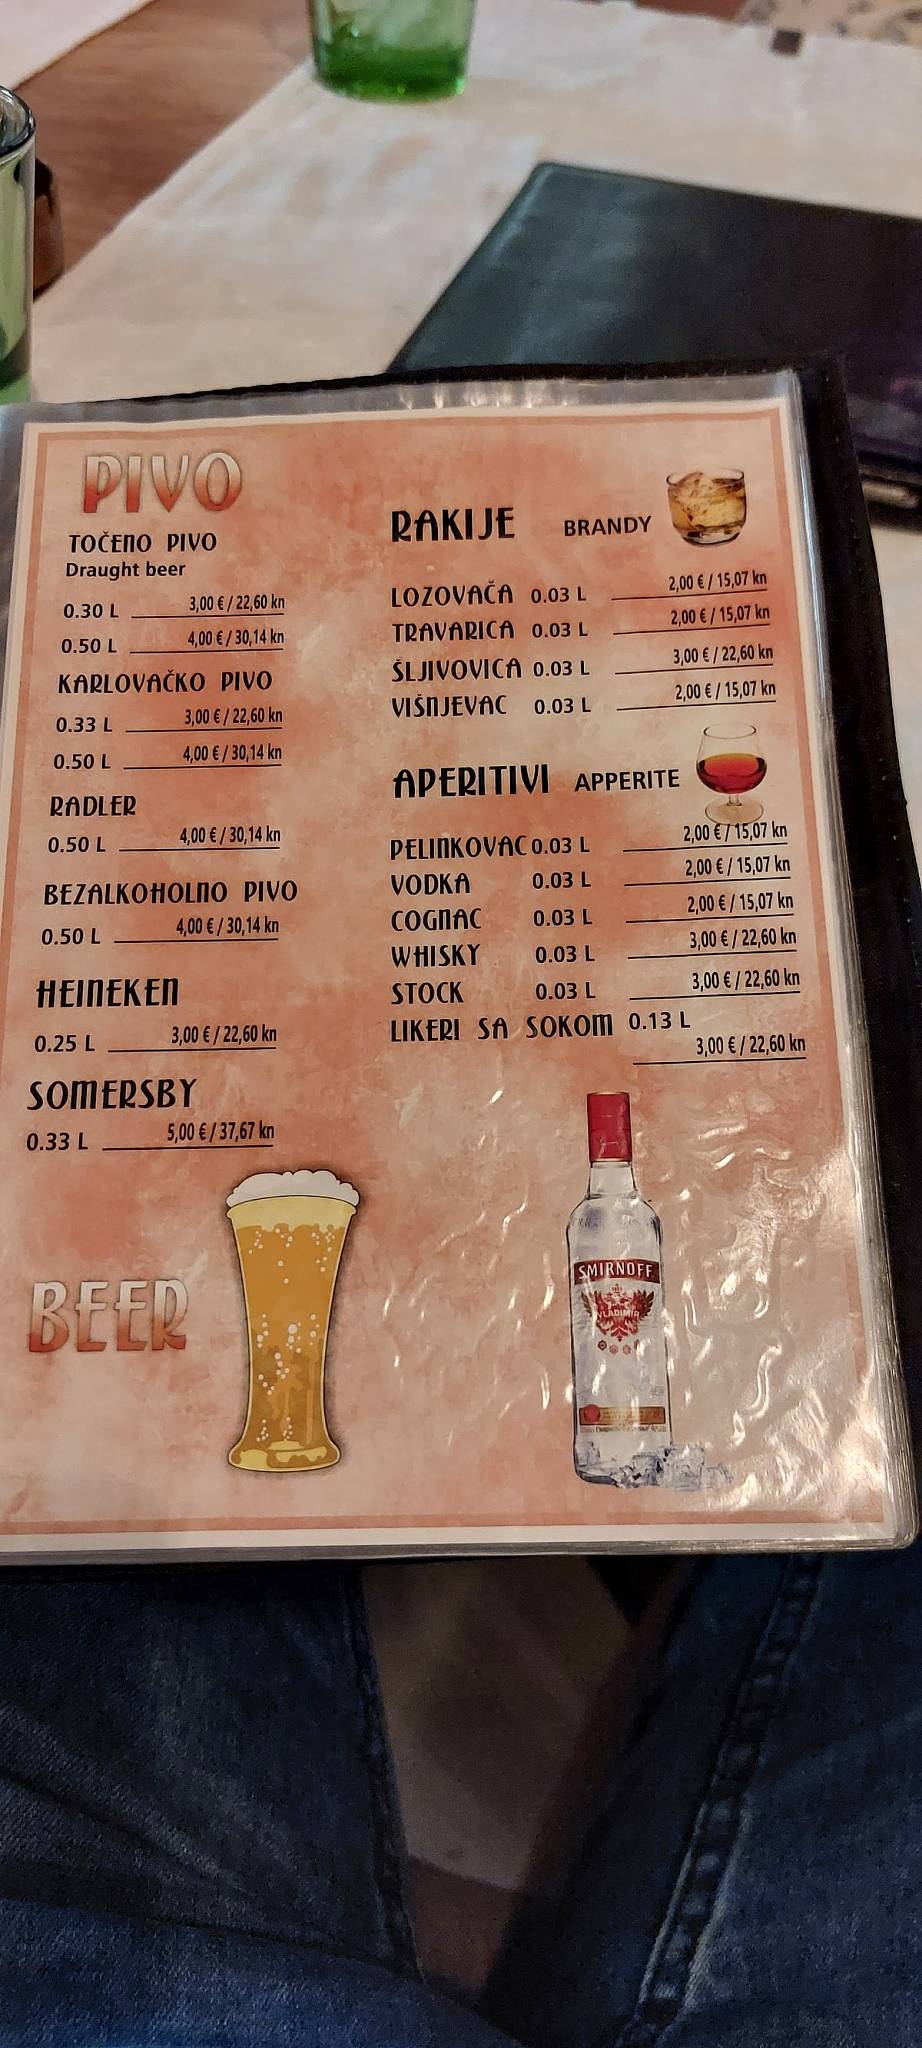 PIVO
TOČENO PIVO
Draught beer
0.30 L 3,00 € / 22,60 kn
0.50 L 4,00 € / 30,14 kn
KARLOVAČKO PIVO
0.33 L 3,00 € / 22,60 kn
0.50 L 4,00 € / 30,14 kn
RADLER
0.50 L 4,00 € / 30,14 kn
BEZALKOHOLNO PIVO
0.50 L 4,00 € / 30,14 kn
HEINEKEN
0.25 L 3,00 € / 22,60 kn
SOMERSBY
0.33 L 5,00 € / 37,67 kn
BEER
RAKIJE BRANDY
LOZOVAČA 0.03 L 2,00 € / 15,07 kn
TRAVARICA 0.03 L 2,00 € / 15,07 kn
ŠLJIVOVICA 0.03 L 3,00 € / 22,60 kn
VIŠNJEVAC 0.03 L 2,00 € / 15,07 kn
APERITIVI APPERITE
PELINKOVAC 0.03 L 2,00 € / 15,07 kn
VODKA 0.03 L 2,00 € / 15,07 kn
COGNAC 0.03 L 2,00 € / 15,07 kn
WHISKY 0.03 L 3,00 € / 22,60 kn
STOCK 0.03 L 3,00 € / 22,60 kn
LIKERI SA SOKOM 0.13 L
3,00 € / 22,60 kn
SMIRNOFF
VLADIMIR